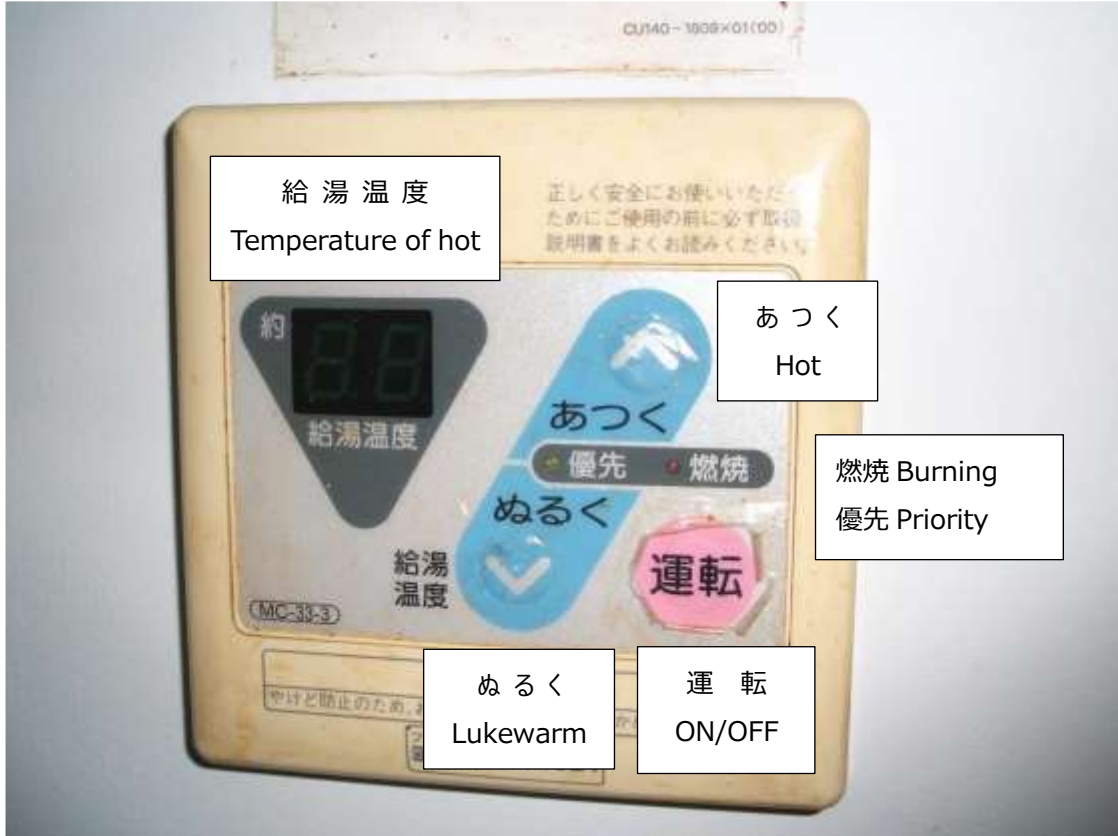 CU140-1808×01(00)
給湯温度
Temperature of hot
正しく安全にお使いいただ
ためにご使用の前に必ず取扱
説明書をよくお読みください。
約
88
給湯温度
あつく
Hot
あつく
優先 燃焼
燃焼 Burning
優先 Priority
ぬるく
給湯
温度
運転
MC-33-3
ぬるく
Lukewarm
運転
ON/OFF
やけど防止のため、